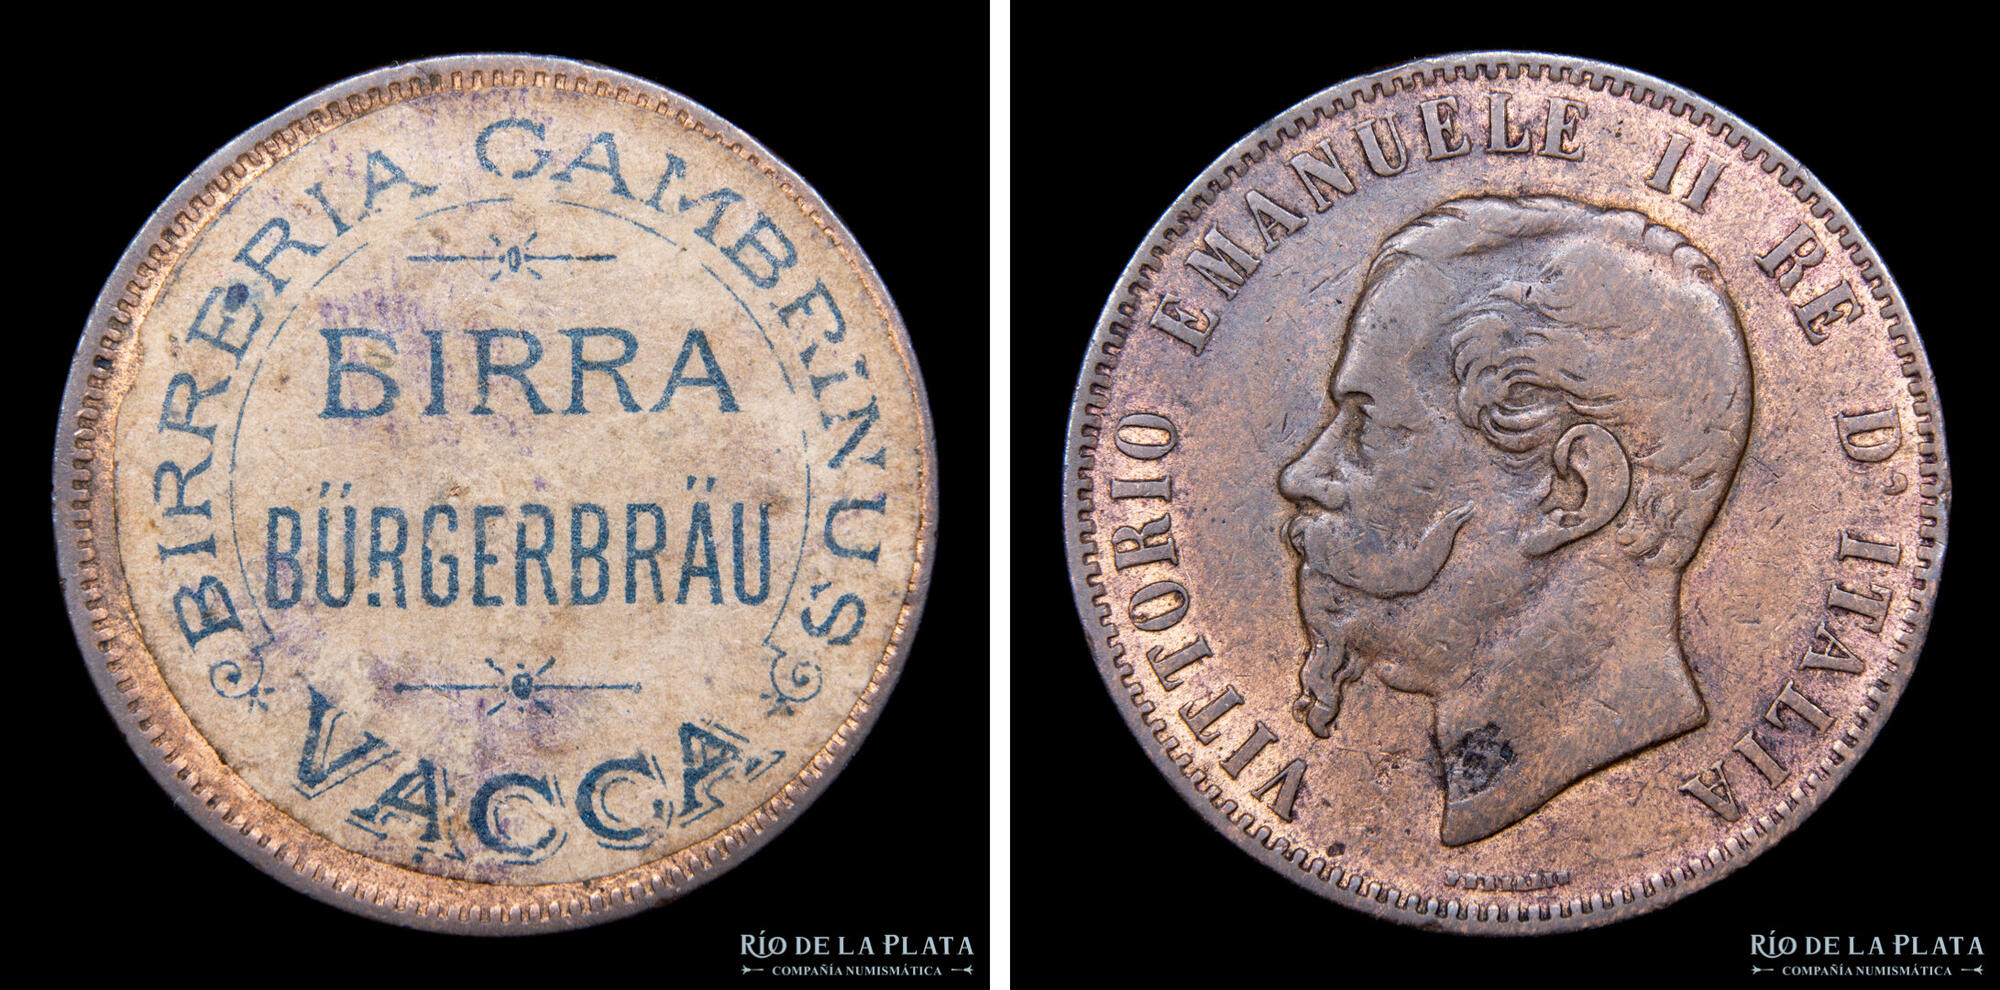 BIRRERIA GAMBRINUS
BIRRA
BÜRGERBRÄU
VACCA
RÍO DE LA PLATA
COMPAÑÍA NUMISMÁTICA
VITTORIO EMANUELE II RE D'ITALIA
RÍO DE LA PLATA
COMPAÑÍA NUMISMÁTICA